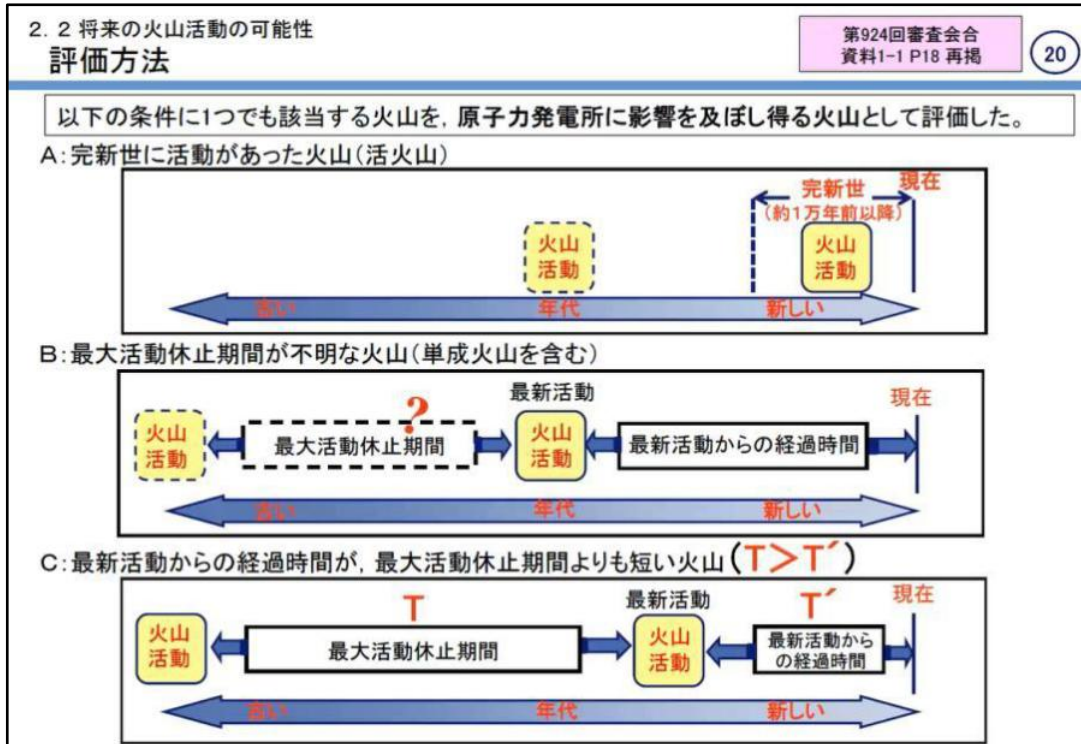 2．2 将来の火山活動の可能性
評価方法
第924回審査会合
資料1-1 P18 再掲
20
以下の条件に1つでも該当する火山を，原子力発電所に影響を及ぼし得る火山として評価した。
A：完新世に活動があった火山（活火山）
完新世
（約1万年前以降）
現在
火山
活動
火山
活動
古い
年代
新しい
B：最大活動休止期間が不明な火山（単成火山を含む）
最新活動
現在
火山
活動
?
最大活動休止期間
火山
活動
最新活動からの経過時間
古い
年代
新しい
C：最新活動からの経過時間が，最大活動休止期間よりも短い火山（T＞T´）
T
最新活動
T´
現在
火山
活動
最大活動休止期間
火山
活動
最新活動から
の経過時間
古い
年代
新しい